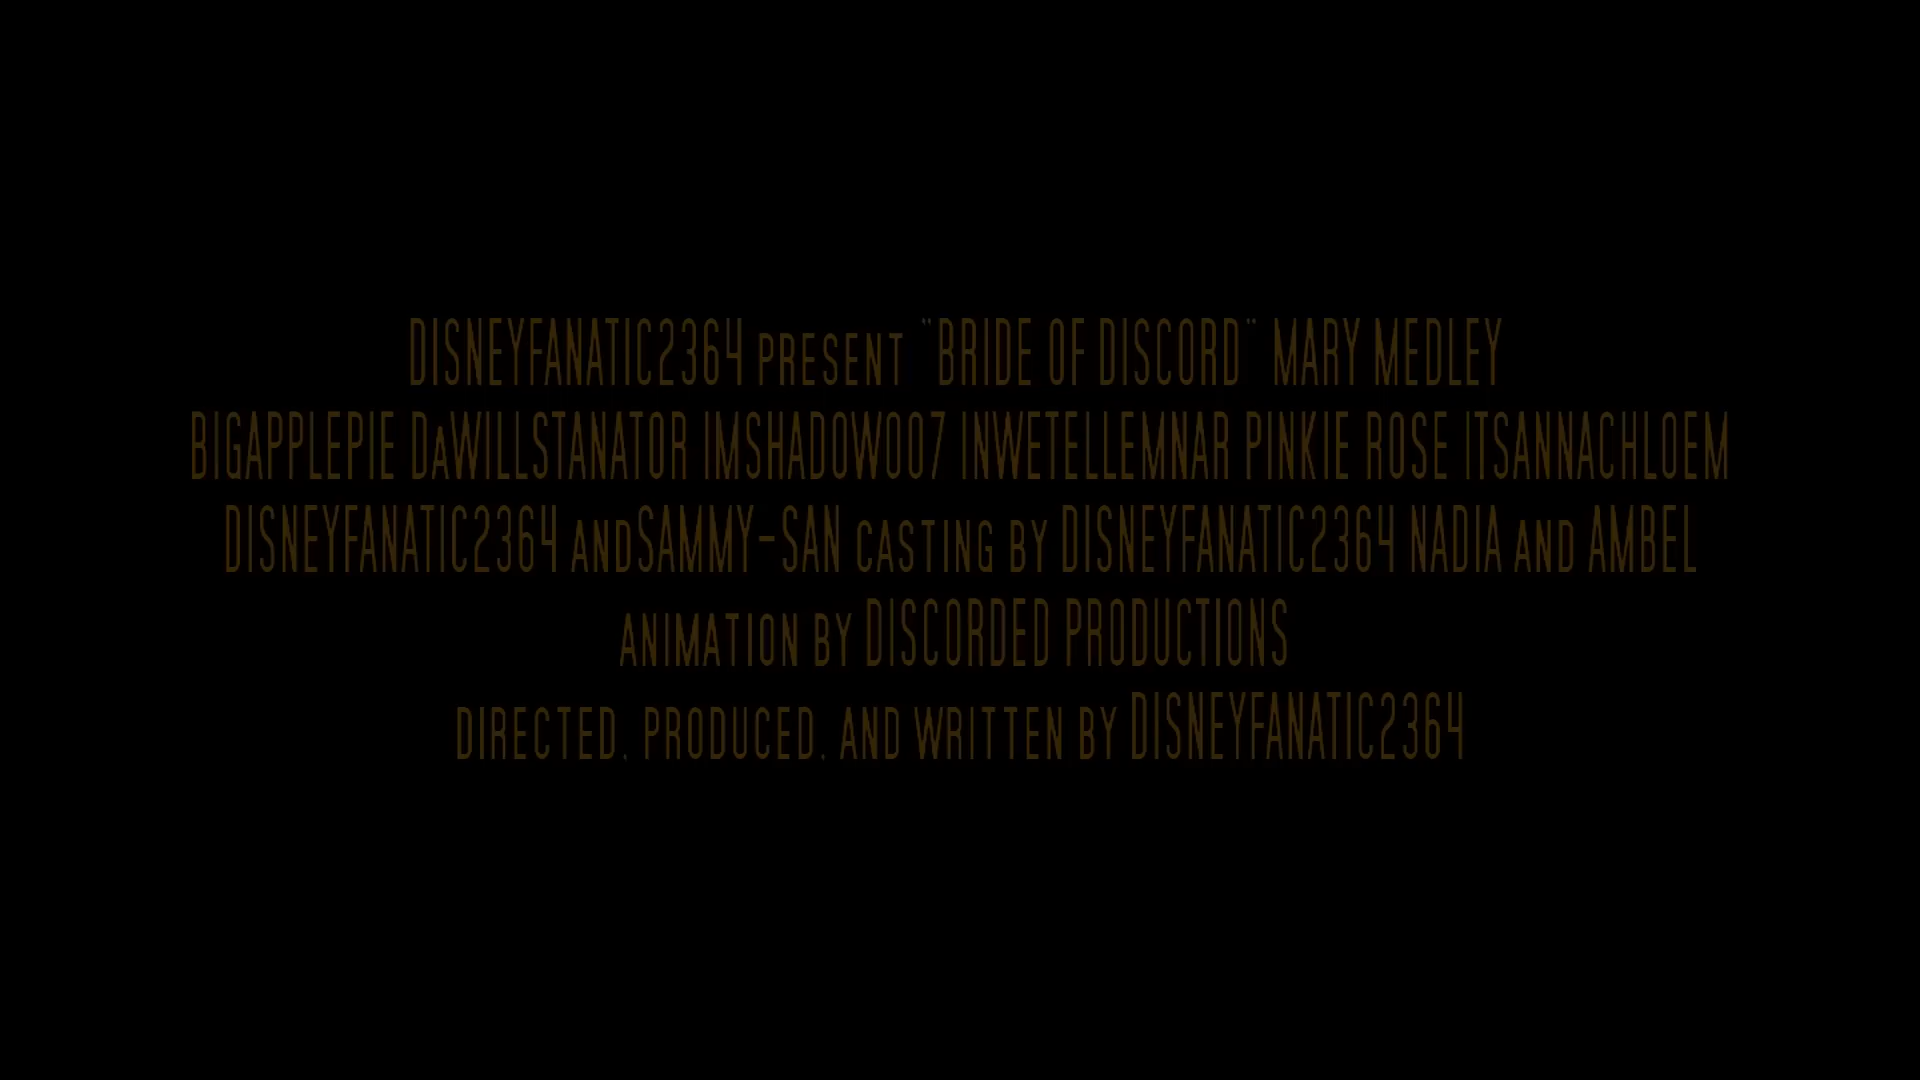 DISNEYFANATIC2364 PRESENT "BRIDE OF DISCORD" MARY MEDLEY
BIGAPPLEPIE DAWILLSTANATOR IMSHADOW007 INWETELLEMNAR PINKIE ROSE ITSANNACHLOEM
DISNEYFANATIC2364 ANDSAMMY-SAN CASTING BY DISNEYFANATIC2364 NADIA AND AMBEL
ANIMATION BY DISCORDED PRODUCTIONS
DIRECTED, PRODUCED, AND WRITTEN BY DISNEYFANATIC2364